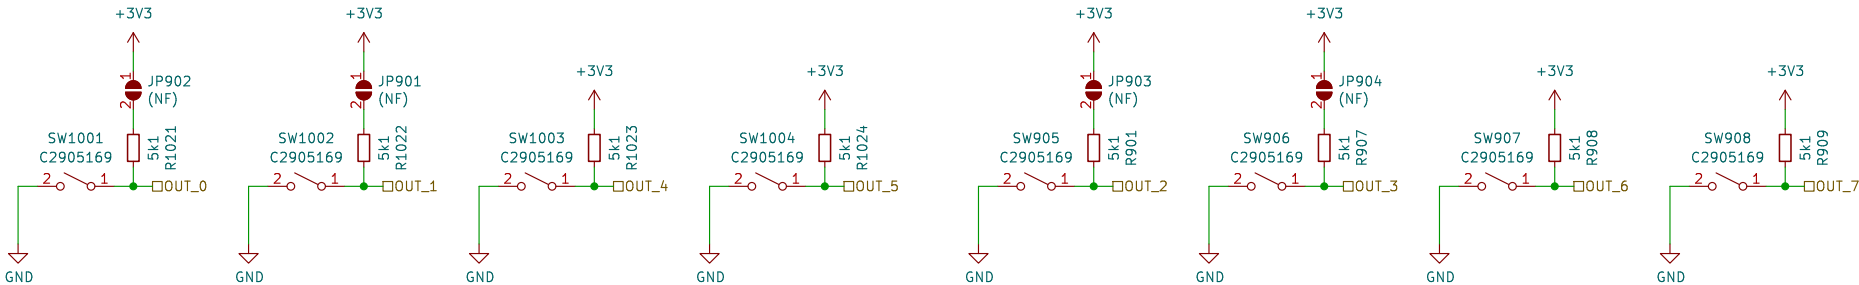 +3V3
1
JP902
(NF)
2
SW1001
C2905169
5k1
R1021
2
1
OUT_0
GND
+3V3
1
JP901
(NF)
2
SW1002
C2905169
5k1
R1022
2
1
OUT_1
GND
+3V3
SW1003
C2905169
5k1
R1023
2
1
OUT_4
GND
+3V3
SW1004
C2905169
5k1
R1024
2
1
OUT_5
GND
+3V3
1
JP903
(NF)
2
SW905
C2905169
5k1
R901
2
1
OUT_2
GND
+3V3
1
JP904
(NF)
2
SW906
C2905169
5k1
R907
2
1
OUT_3
GND
+3V3
SW907
C2905169
5k1
R908
2
1
OUT_6
GND
+3V3
SW908
C2905169
5k1
R909
2
1
OUT_7
GND